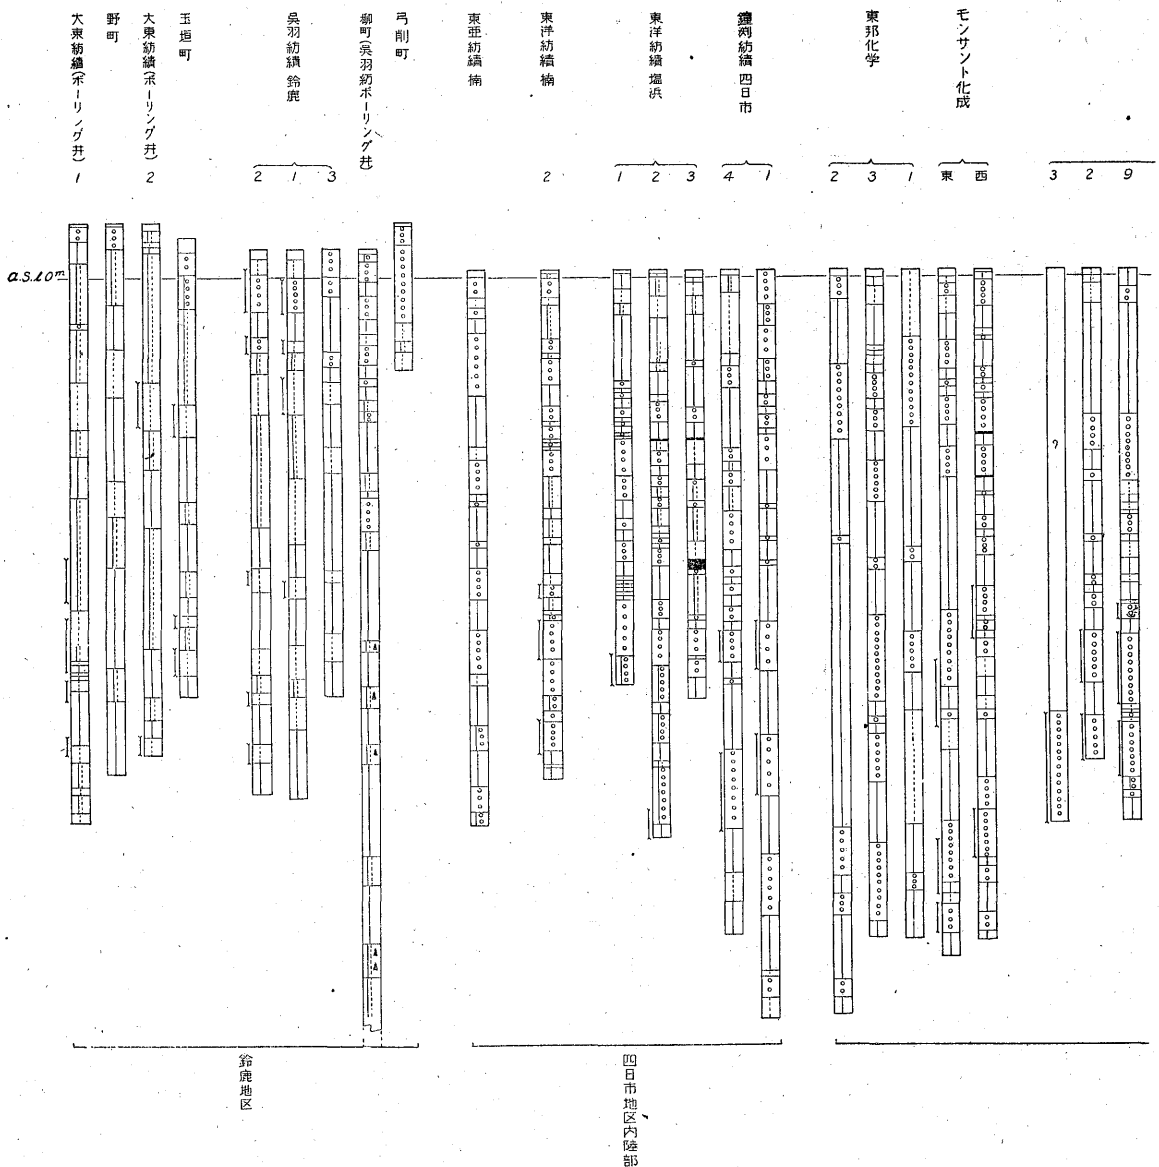 大東紡績(ボーリング井)
1
野町
大東紡績(ボーリング井)
2
玉垣町
呉羽紡績 鈴鹿
2 1 3
柳町(呉羽紡ボーリング井)
弓削町
東亜紡績 楠
東洋紡績 楠
2
東洋紡績 塩浜
1 2 3
鐘渕紡績 四日市
4 1
東邦化学
2 3 1
モンサント化成
東 西
3 2 9
a.s.l 0m
?
鈴鹿地区
四日市地区内陸部